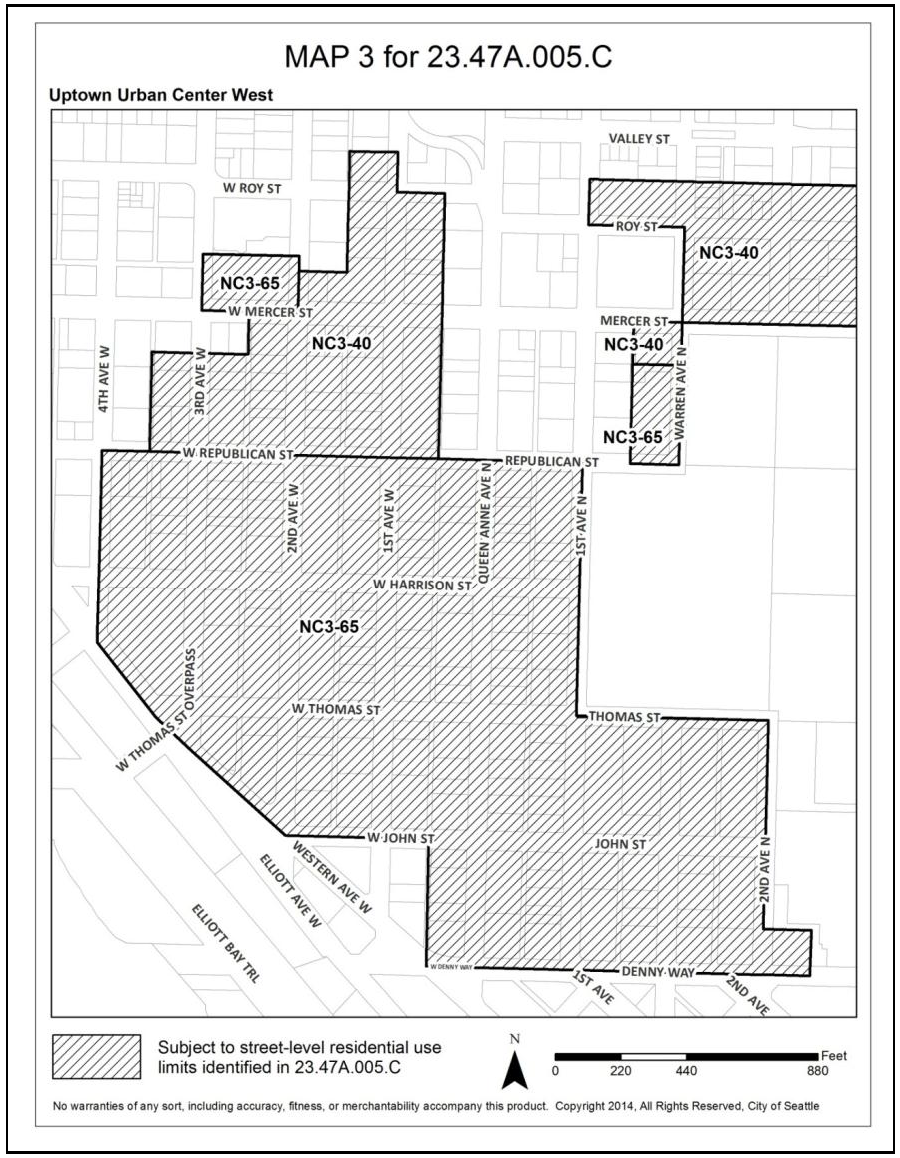 MAP 3 for 23.47A.005.C
Uptown Urban Center West
VALLEY ST
W ROY ST
ROY ST
NC3-40
NC3-65
W MERCER ST
MERCER ST
NC3-40
NC3-40
4TH AVE W
3RD AVE W
WARREN AVE N
NC3-65
W REPUBLICAN ST
REPUBLICAN ST
2ND AVE W
1ST AVE W
QUEEN ANNE AVE N
1ST AVE N
W HARRISON ST
NC3-65
W THOMAS ST OVERPASS
W THOMAS ST
THOMAS ST
W JOHN ST
JOHN ST
2ND AVE N
WESTERN AVE W
ELLIOTT AVE W
ELLIOTT BAY TRL
W DENNY WAY
DENNY WAY
1ST AVE
2ND AVE
Subject to street-level residential use
limits identified in 23.47A.005.C
N
Feet
0 220 440 880
No warranties of any sort, including accuracy, fitness, or merchantability accompany this product. Copyright 2014, All Rights Reserved, City of Seattle